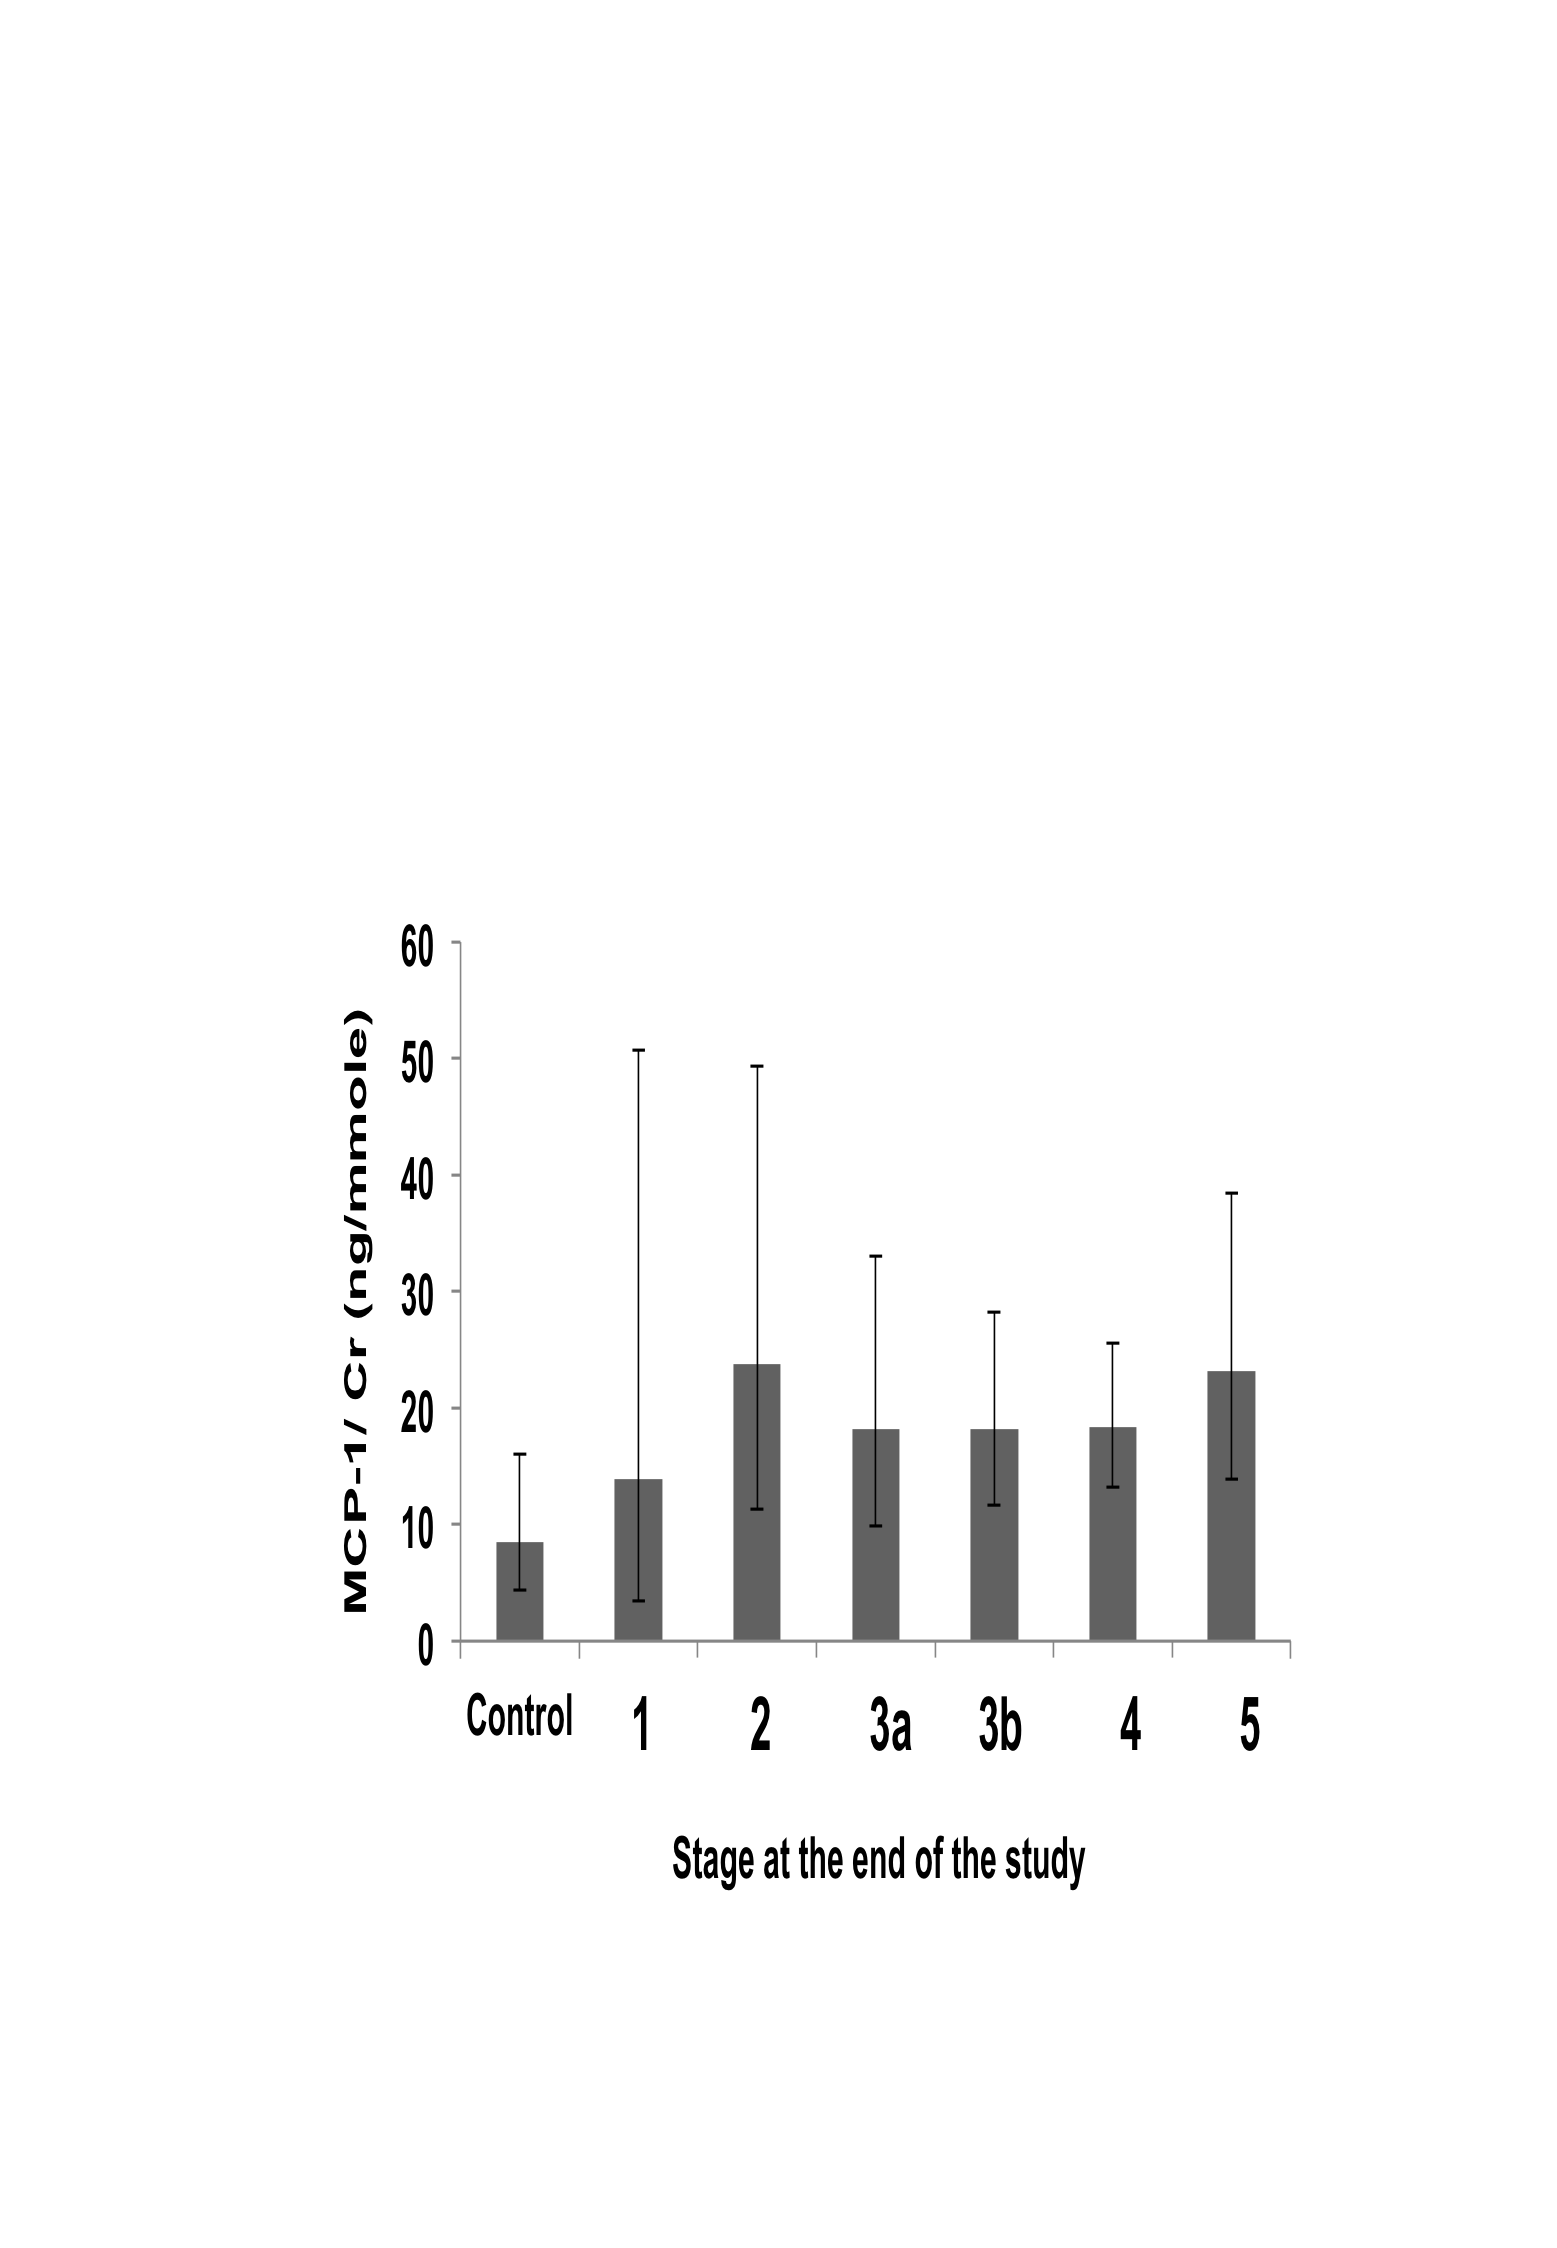 60
50
40
30
20
10
0
MCP-1/ Cr (ng/mmole)
Control 1 2 3a 3b 4 5
Stage at the end of the study